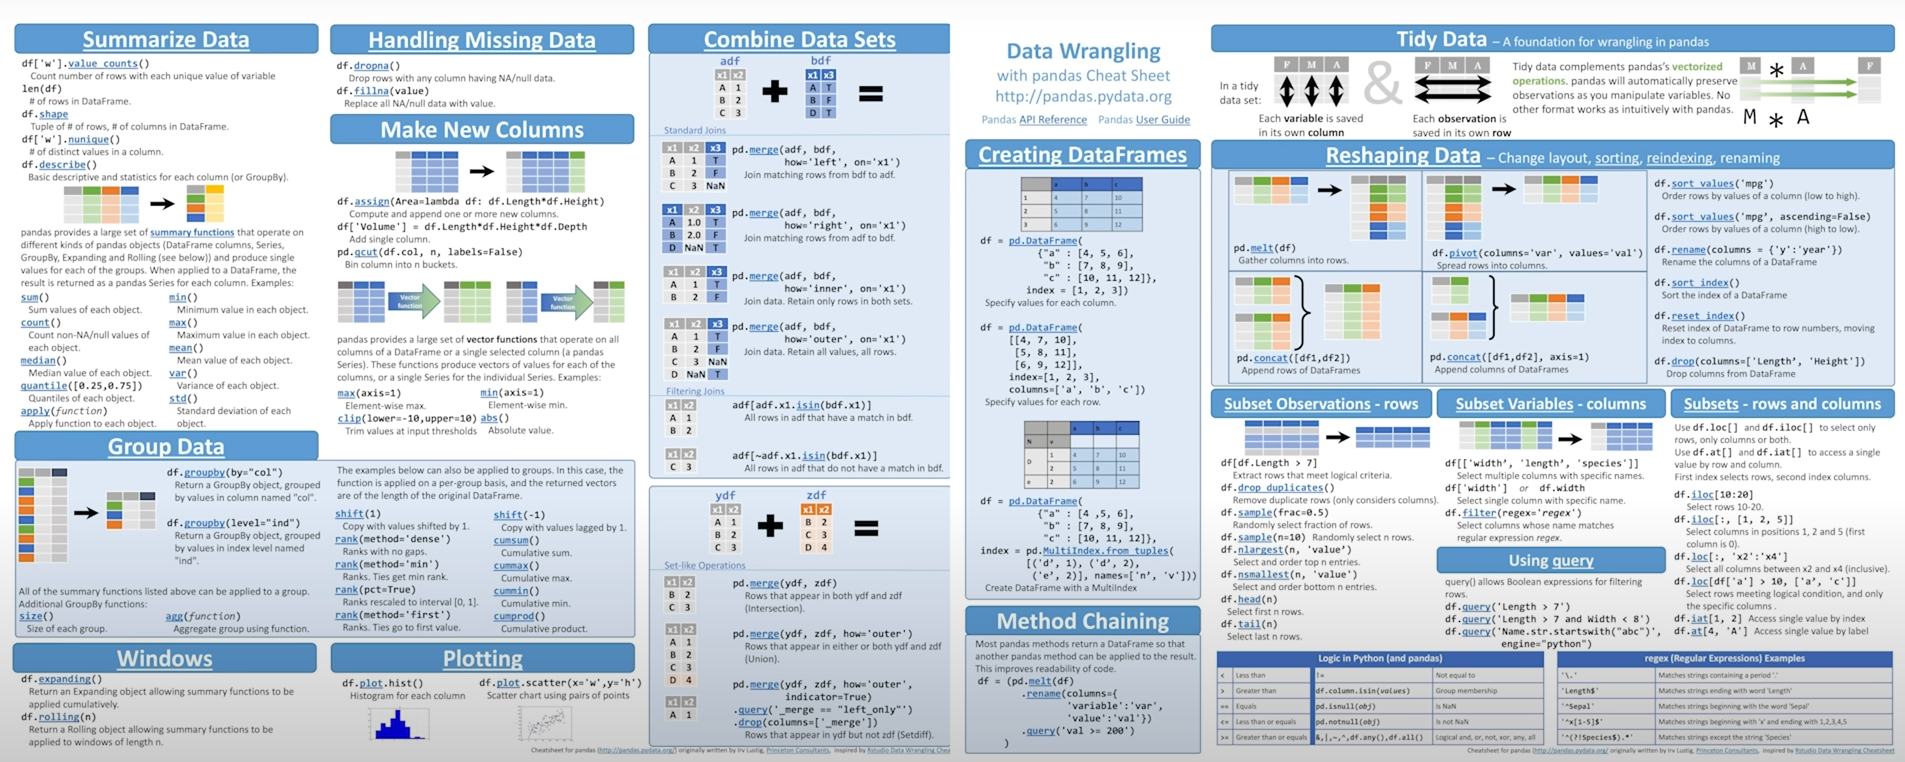 Summarize Data
df['w'].value_counts()
Count number of rows with each unique value of variable
len(df)
# of rows in DataFrame.
df.shape
Tuple of # of rows, # of columns in DataFrame.
df['w'].nunique()
# of distinct values in a column.
df.describe()
Basic descriptive and statistics for each column (or GroupBy).
pandas provides a large set of summary functions that operate on
different kinds of pandas objects (DataFrame columns, Series,
GroupBy, Expanding and Rolling (see below)) and produce single
values for each of the groups. When applied to a DataFrame, the
result is returned as a pandas Series for each column. Examples:
sum()
Sum values of each object.
count()
Count non-NA/null values of
each object.
median()
Median value of each object.
quantile([0.25,0.75])
Quantiles of each object.
apply(function)
Apply function to each object.
min()
Minimum value in each object.
max()
Maximum value in each object.
mean()
Mean value of each object.
var()
Variance of each object.
std()
Standard deviation of each
object.
Group Data
df.groupby(by="col")
Return a GroupBy object, grouped
by values in column named "col".
df.groupby(level="ind")
Return a GroupBy object, grouped
by values in index level named
"ind".
All of the summary functions listed above can be applied to a group.
Additional GroupBy functions:
size()
Size of each group.
agg(function)
Aggregate group using function.
The examples below can also be applied to groups. In this case, the
function is applied on a per-group basis, and the returned vectors
are of the length of the original DataFrame.
shift(1)
Copy with values shifted by 1.
rank(method='dense')
Ranks with no gaps.
rank(method='min')
Ranks. Ties get min rank.
rank(pct=True)
Ranks rescaled to interval [0, 1].
rank(method='first')
Ranks. Ties go to first value.
shift(-1)
Copy with values lagged by 1.
cumsum()
Cumulative sum.
cummax()
Cumulative max.
cummin()
Cumulative min.
cumprod()
Cumulative product.
Windows
df.expanding()
Return an Expanding object allowing summary functions to be
applied cumulatively.
df.rolling(n)
Return a Rolling object allowing summary functions to be
applied to windows of length n.
Handling Missing Data
df.dropna()
Drop rows with any column having NA/null data.
df.fillna(value)
Replace all NA/null data with value.
Make New Columns
df.assign(Area=lambda df: df.Length*df.Height)
Compute and append one or more new columns.
df['Volume'] = df.Length*df.Height*df.Depth
Add single column.
pd.qcut(df.col, n, labels=False)
Bin column into n buckets.
Vector
function
Vector
function
pandas provides a large set of vector functions that operate on all
columns of a DataFrame or a single selected column (a pandas
Series). These functions produce vectors of values for each of the
columns, or a single Series for the individual Series. Examples:
max(axis=1)
Element-wise max.
clip(lower=-10,upper=10)
Trim values at input thresholds
min(axis=1)
Element-wise min.
abs()
Absolute value.
Plotting
df.plot.hist()
Histogram for each column
df.plot.scatter(x='w',y='h')
Scatter chart using pairs of points
Combine Data Sets
adf
x1 x2
A 1
B 2
C 3
+
bdf
x1 x3
A T
B F
D T
=
Standard Joins
x1 x2 x3
A 1 T
B 2 F
C 3 NaN
pd.merge(adf, bdf,
how='left', on='x1')
Join matching rows from bdf to adf.
x1 x2 x3
A 1.0 T
B 2.0 F
D NaN T
pd.merge(adf, bdf,
how='right', on='x1')
Join matching rows from adf to bdf.
x1 x2 x3
A 1 T
B 2 F
pd.merge(adf, bdf,
how='inner', on='x1')
Join data. Retain only rows in both sets.
x1 x2 x3
A 1 T
B 2 F
C 3 NaN
D NaN T
pd.merge(adf, bdf,
how='outer', on='x1')
Join data. Retain all values, all rows.
Filtering Joins
x1 x2
A 1
B 2
adf[adf.x1.isin(bdf.x1)]
All rows in adf that have a match in bdf.
x1 x2
C 3
adf[~adf.x1.isin(bdf.x1)]
All rows in adf that do not have a match in bdf.
ydf
x1 x2
A 1
B 2
C 3
+
zdf
x1 x2
B 2
C 3
D 4
=
Set-like Operations
x1 x2
B 2
C 3
pd.merge(ydf, zdf)
Rows that appear in both ydf and zdf
(Intersection).
x1 x2
A 1
B 2
C 3
D 4
pd.merge(ydf, zdf, how='outer')
Rows that appear in either or both ydf and zdf
(Union).
x1 x2
A 1
pd.merge(ydf, zdf, how='outer',
indicator=True)
.query('_merge == "left_only"')
.drop(columns=['_merge'])
Rows that appear in ydf but not zdf (Setdiff).
Cheatsheet for pandas (http://pandas.pydata.org/) originally written by Irv Lustig, Princeton Consultants, inspired by Rstudio Data Wrangling Chea
Data Wrangling
with pandas Cheat Sheet
http://pandas.pydata.org
Pandas API Reference Pandas User Guide
Creating DataFrames
a b c
1 4 7 10
2 5 8 11
3 6 9 12
df = pd.DataFrame(
{"a" : [4, 5, 6],
"b" : [7, 8, 9],
"c" : [10, 11, 12]},
index = [1, 2, 3])
Specify values for each column.
df = pd.DataFrame(
[[4, 7, 10],
[5, 8, 11],
[6, 9, 12]],
index=[1, 2, 3],
columns=['a', 'b', 'c'])
Specify values for each row.
a b c
N v
D 1 4 7 10
2 5 8 11
e 2 6 9 12
df = pd.DataFrame(
{"a" : [4 ,5, 6],
"b" : [7, 8, 9],
"c" : [10, 11, 12]},
index = pd.MultiIndex.from_tuples(
[('d', 1), ('d', 2),
('e', 2)], names=['n', 'v']))
Create DataFrame with a MultiIndex
Method Chaining
Most pandas methods return a DataFrame so that
another pandas method can be applied to the result.
This improves readability of code.
df = (pd.melt(df)
.rename(columns={
'variable':'var',
'value':'val'})
.query('val >= 200')
)
Tidy Data – A foundation for wrangling in pandas
In a tidy
data set:
F M A
Each variable is saved
in its own column
&
F M A
Each observation is
saved in its own row
Tidy data complements pandas's vectorized
operations. pandas will automatically preserve
observations as you manipulate variables. No
other format works as intuitively with pandas.
M * A F
M * A
Reshaping Data – Change layout, sorting, reindexing, renaming
pd.melt(df)
Gather columns into rows.
df.pivot(columns='var', values='val')
Spread rows into columns.
pd.concat([df1,df2])
Append rows of DataFrames
pd.concat([df1,df2], axis=1)
Append columns of DataFrames
df.sort_values('mpg')
Order rows by values of a column (low to high).
df.sort_values('mpg', ascending=False)
Order rows by values of a column (high to low).
df.rename(columns = {'y':'year'})
Rename the columns of a DataFrame
df.sort_index()
Sort the index of a DataFrame
df.reset_index()
Reset index of DataFrame to row numbers, moving
index to columns.
df.drop(columns=['Length', 'Height'])
Drop columns from DataFrame
Subset Observations - rows
df[df.Length > 7]
Extract rows that meet logical criteria.
df.drop_duplicates()
Remove duplicate rows (only considers columns).
df.sample(frac=0.5)
Randomly select fraction of rows.
df.sample(n=10) Randomly select n rows.
df.nlargest(n, 'value')
Select and order top n entries.
df.nsmallest(n, 'value')
Select and order bottom n entries.
df.head(n)
Select first n rows.
df.tail(n)
Select last n rows.
Subset Variables - columns
df[['width', 'length', 'species']]
Select multiple columns with specific names.
df['width'] or df.width
Select single column with specific name.
df.filter(regex='regex')
Select columns whose name matches
regular expression regex.
Using query
query() allows Boolean expressions for filtering
rows.
df.query('Length > 7')
df.query('Length > 7 and Width < 8')
df.query('Name.str.startswith("abc")',
engine="python")
Subsets - rows and columns
Use df.loc[] and df.iloc[] to select only
rows, only columns or both.
Use df.at[] and df.iat[] to access a single
value by row and column.
First index selects rows, second index columns.
df.iloc[10:20]
Select rows 10-20.
df.iloc[:, [1, 2, 5]]
Select columns in positions 1, 2 and 5 (first
column is 0).
df.loc[:, 'x2':'x4']
Select all columns between x2 and x4 (inclusive).
df.loc[df['a'] > 10, ['a', 'c']]
Select rows meeting logical condition, and only
the specific columns .
df.iat[1, 2] Access single value by index
df.at[4, 'A'] Access single value by label
Logic in Python (and pandas)
< Less than != Not equal to
> Greater than df.column.isin(values) Group membership
== Equals pd.isnull(obj) Is NaN
<= Less than or equals pd.notnull(obj) Is not NaN
>= Greater than or equals &,|,~,^,df.any(),df.all() Logical and, or, not, xor, any, all
regex (Regular Expressions) Examples
'\.' Matches strings containing a period '.'
'Length$' Matches strings ending with word 'Length'
'^Sepal' Matches strings beginning with the word 'Sepal'
'^x[1-5]$' Matches strings beginning with 'x' and ending with 1,2,3,4,5
'^(?!Species$).*' Matches strings except the string 'Species'
Cheatsheet for pandas (http://pandas.pydata.org/ originally written by Irv Lustig, Princeton Consultants, inspired by Rstudio Data Wrangling Cheatsheet